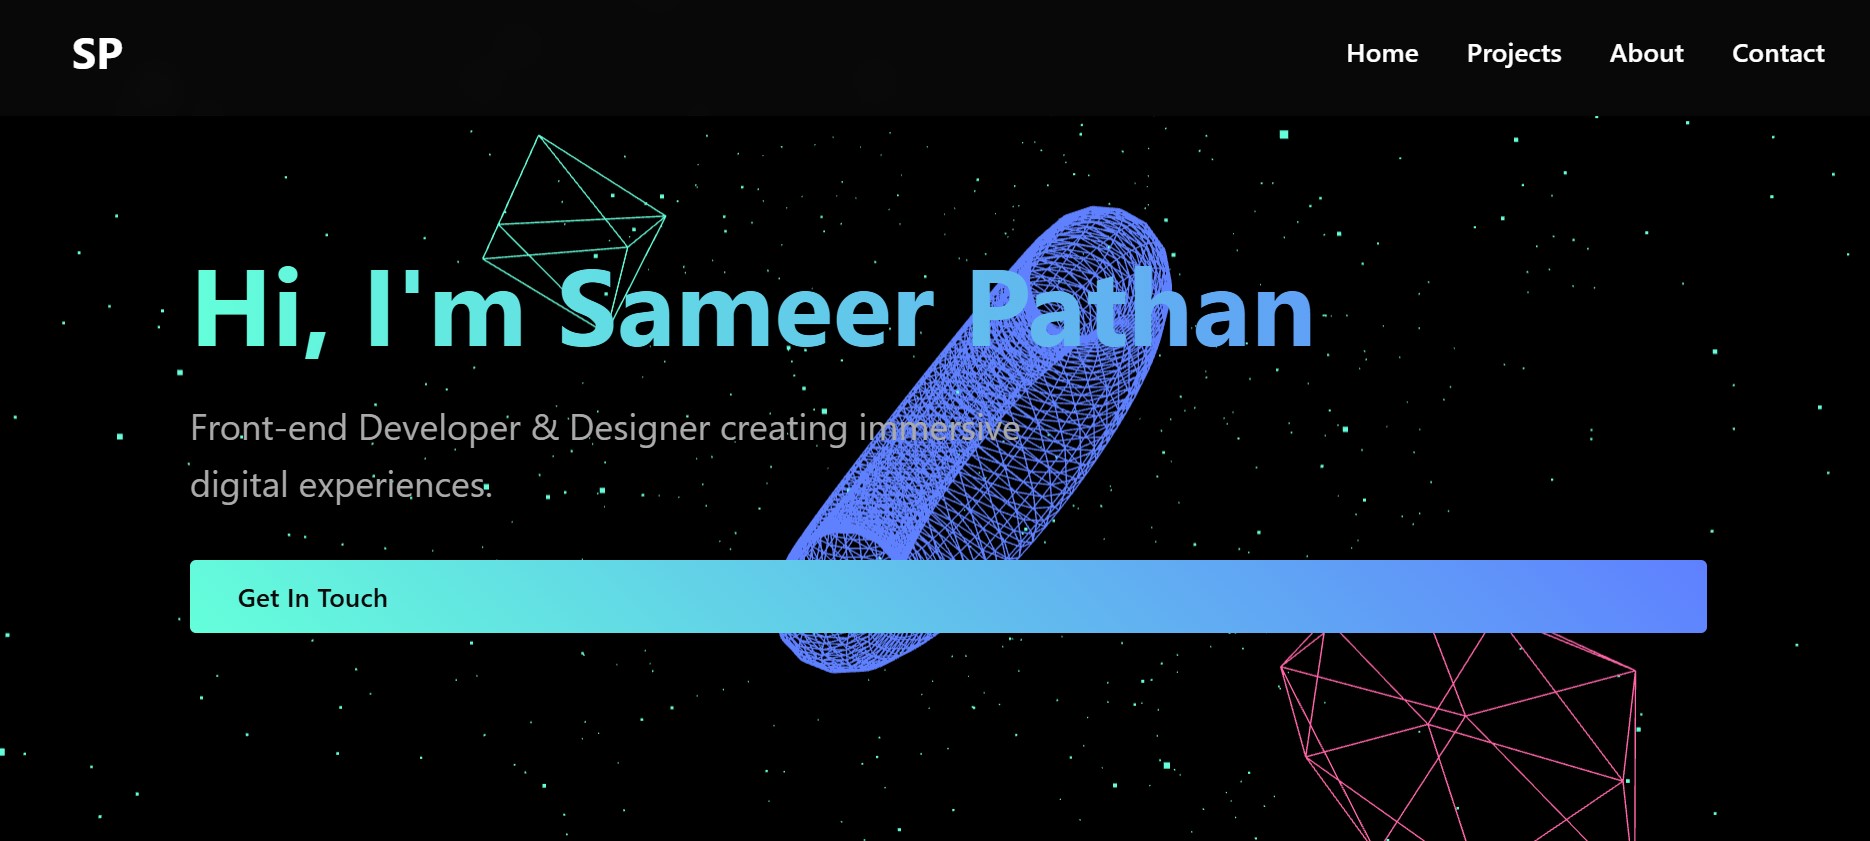 SP
Home Projects About Contact
Hi, I'm Sameer Pathan
Front-end Developer & Designer creating immersive
digital experiences.
Get In Touch